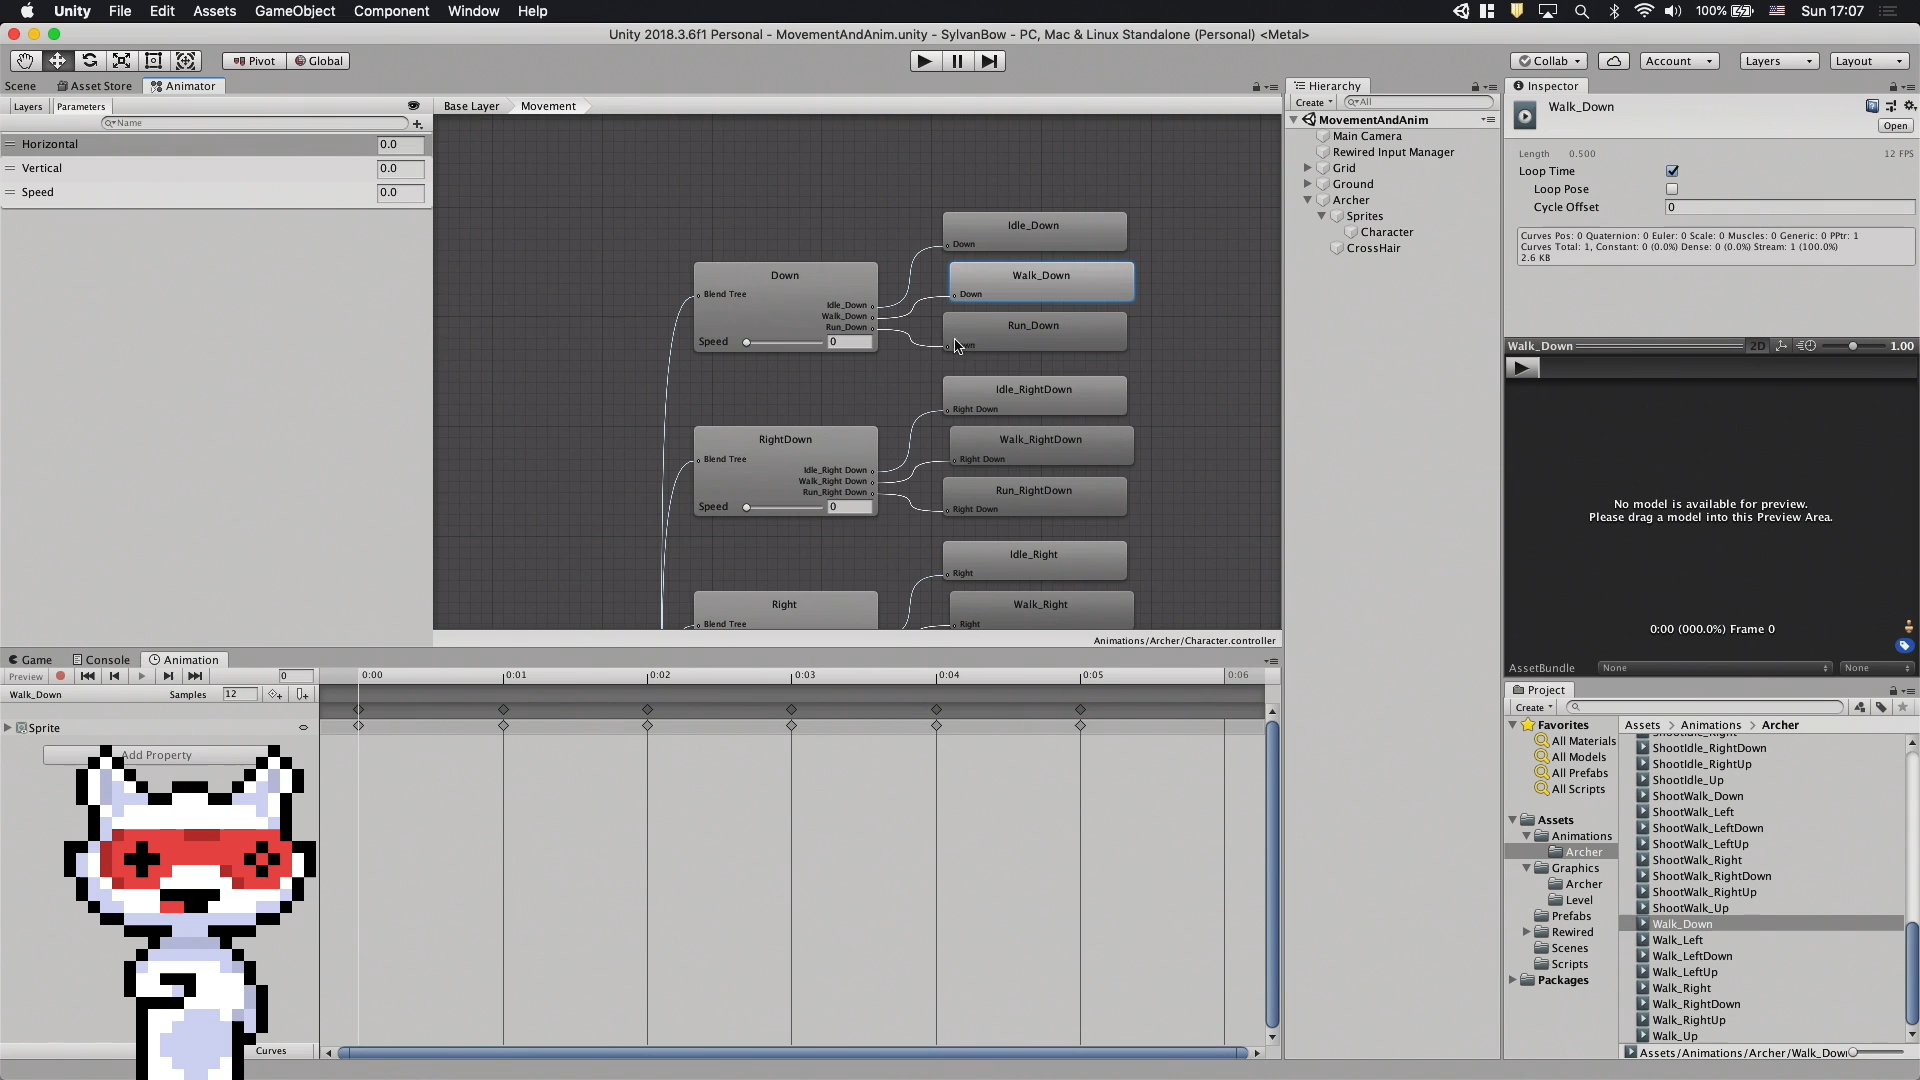 Unity File Edit Assets GameObject Component Window Help 100% Sun 17:07
Unity 2018.3.6f1 Personal - MovementAndAnim.unity - SylvanBow - PC, Mac & Linux Standalone (Personal) <Metal>
Pivot Global Collab Account Layers Layout
Scene Asset Store Animator
Layers Parameters
Name
Horizontal 0.0
Vertical 0.0
Speed 0.0
Base Layer Movement
Idle_Down
Down
Down
Blend Tree
Idle_Down
Walk_Down
Run_Down
Speed 0
Walk_Down
Down
Run_Down
RightDown
Blend Tree
Idle_Right Down
Walk_Right Down
Run_Right Down
Speed 0
Idle_RightDown
Right Down
Walk_RightDown
Right Down
Run_RightDown
Right Down
Right
Blend Tree
Idle_Right
Right
Walk_Right
Right
Animations/Archer/Character.controller
Hierarchy
Create All
MovementAndAnim
Main Camera
Rewired Input Manager
Grid
Ground
Archer
Sprites
Character
CrossHair
Inspector
Walk_Down
Open
Length 0.500 12 FPS
Loop Time
Loop Pose
Cycle Offset 0
Curves Pos: 0 Quaternion: 0 Euler: 0 Scale: 0 Muscles: 0 Generic: 0 PPtr: 1
Curves Total: 1, Constant: 0 (0.0%) Dense: 0 (0.0%) Stream: 1 (100.0%)
2.6 KB
Walk_Down 2D 1.00
No model is available for preview.
Please drag a model into this Preview Area.
0:00 (000.0%) Frame 0
AssetBundle None None
Game Console Animation
Preview 0
Walk_Down Samples 12
0:00 0:01 0:02 0:03 0:04 0:05 0:06
Sprite
Add Property
Curves
Project
Create
Favorites
All Materials
All Models
All Prefabs
All Scripts
Assets
Animations
Archer
Graphics
Archer
Level
Prefabs
Rewired
Scenes
Scripts
Packages
Assets Animations Archer
ShootIdle_RightDown
ShootIdle_RightUp
ShootIdle_Up
ShootWalk_Down
ShootWalk_Left
ShootWalk_LeftDown
ShootWalk_LeftUp
ShootWalk_Right
ShootWalk_RightDown
ShootWalk_RightUp
ShootWalk_Up
Walk_Down
Walk_Left
Walk_LeftDown
Walk_LeftUp
Walk_Right
Walk_RightDown
Walk_RightUp
Walk_Up
Assets/Animations/Archer/Walk_Down